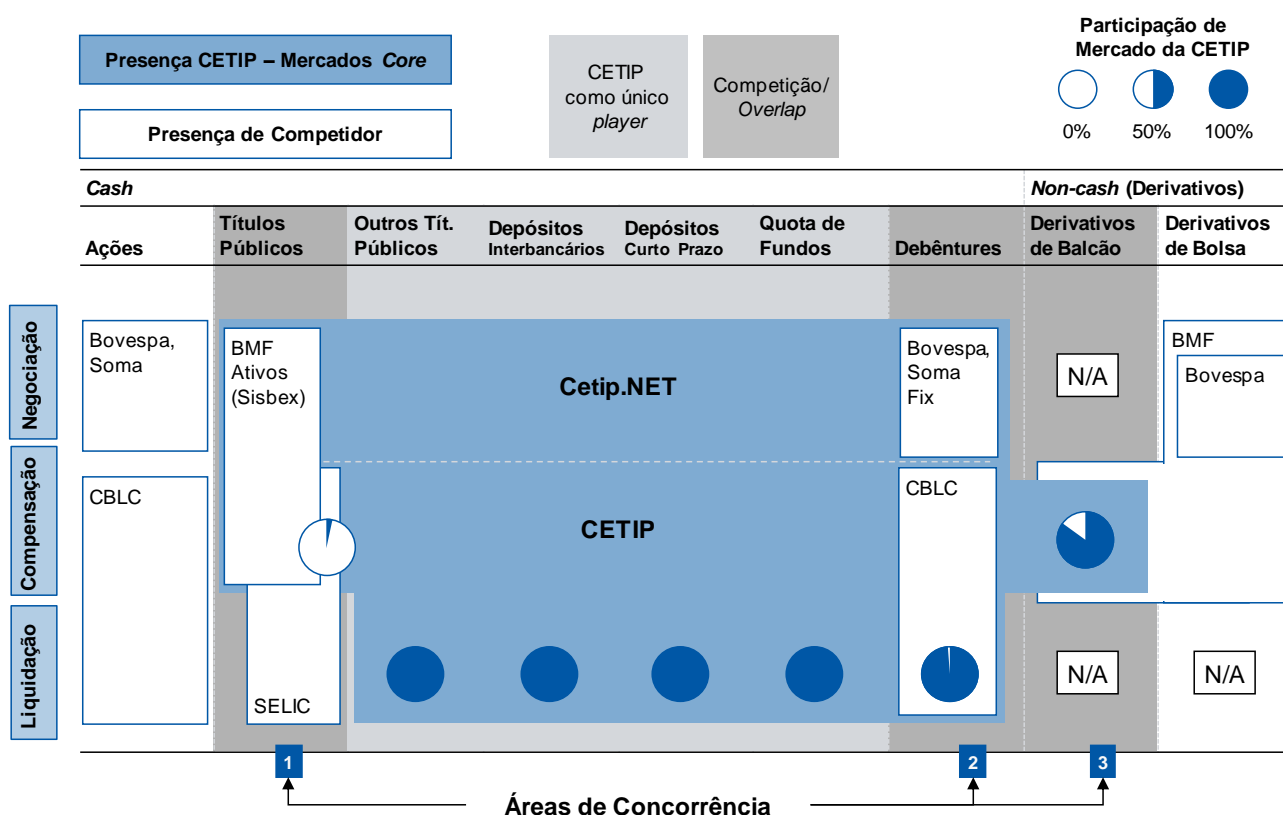 Presença CETIP – Mercados Core
Presença de Competidor
CETIP
como único
player
Competição/
Overlap
Participação de
Mercado da CETIP
0%
50%
100%
Cash
Non-cash (Derivativos)
Ações
Títulos
Públicos
Outros Tít.
Públicos
Depósitos
Interbancários
Depósitos
Curto Prazo
Quota de
Fundos
Debêntures
Derivativos
de Balcão
Derivativos
de Bolsa
Negociação
Bovespa,
Soma
BMF
Ativos
(Sisbex)
Cetip.NET
Bovespa,
Soma
Fix
N/A
BMF
Bovespa
Compensação
CBLC
CETIP
CBLC
Liquidação
SELIC
N/A
N/A
1
2
3
Áreas de Concorrência